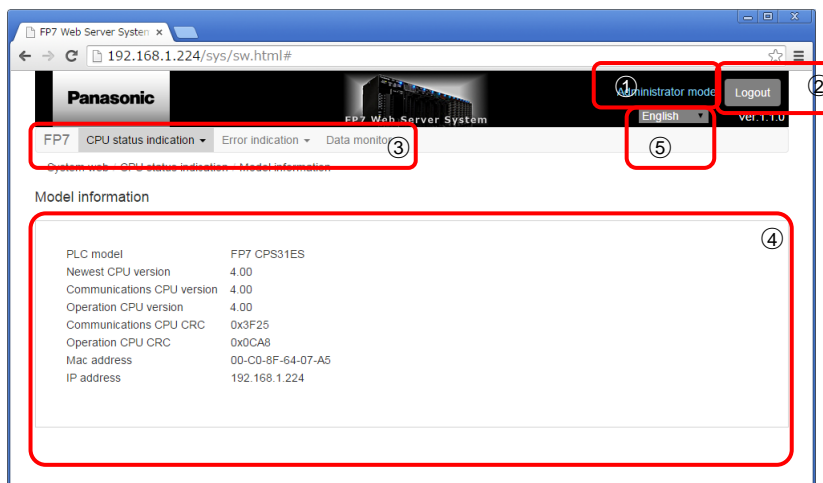 FP7 Web Server System
192.168.1.224/sys/sw.html#
Panasonic
FP7 Web Server System
① Administrator mode
Logout ②
English
Ver.1.1.0
FP7 CPU status indication Error indication Data monitor ③
⑤
System web / CPU status indication / Model information
Model information
④
PLC model FP7 CPS31ES
Newest CPU version 4.00
Communications CPU version 4.00
Operation CPU version 4.00
Communications CPU CRC 0x3F25
Operation CPU CRC 0x0CA8
Mac address 00-C0-8F-64-07-A5
IP address 192.168.1.224